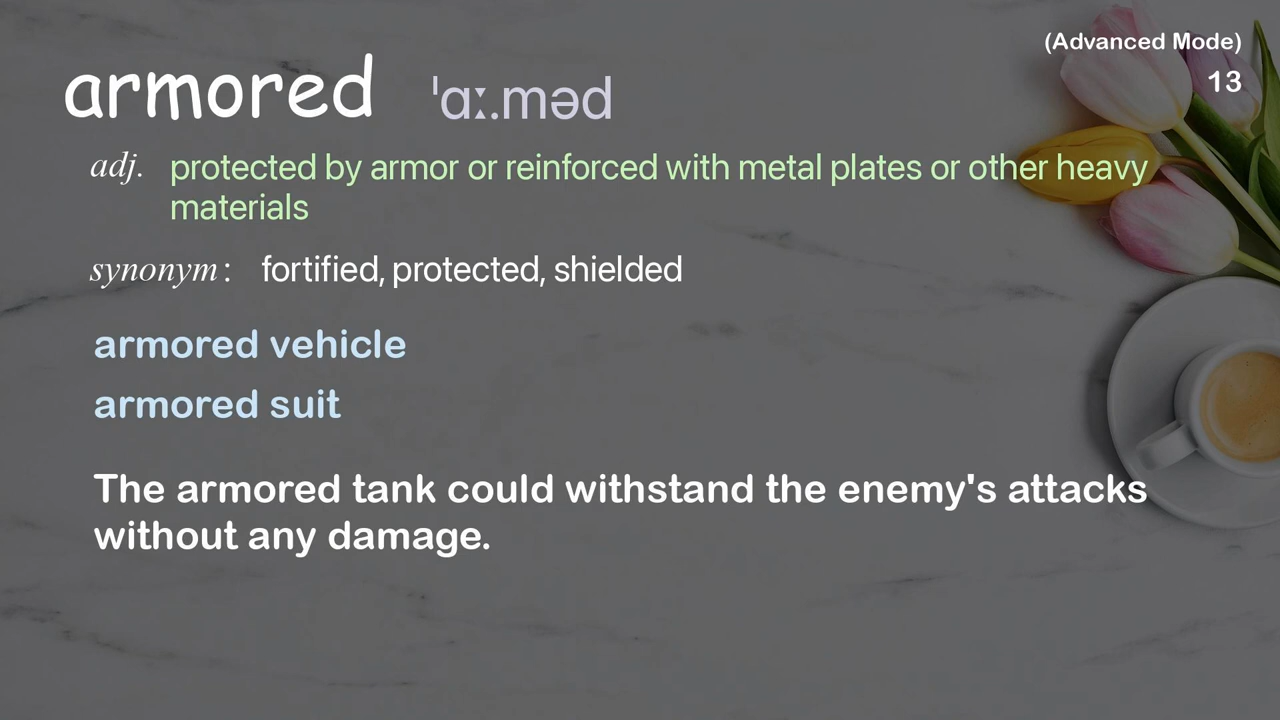 (Advanced Mode)
13
armored ˈɑː.məd
adj. protected by armor or reinforced with metal plates or other heavy
materials
synonym : fortified, protected, shielded
armored vehicle
armored suit
The armored tank could withstand the enemy's attacks
without any damage.